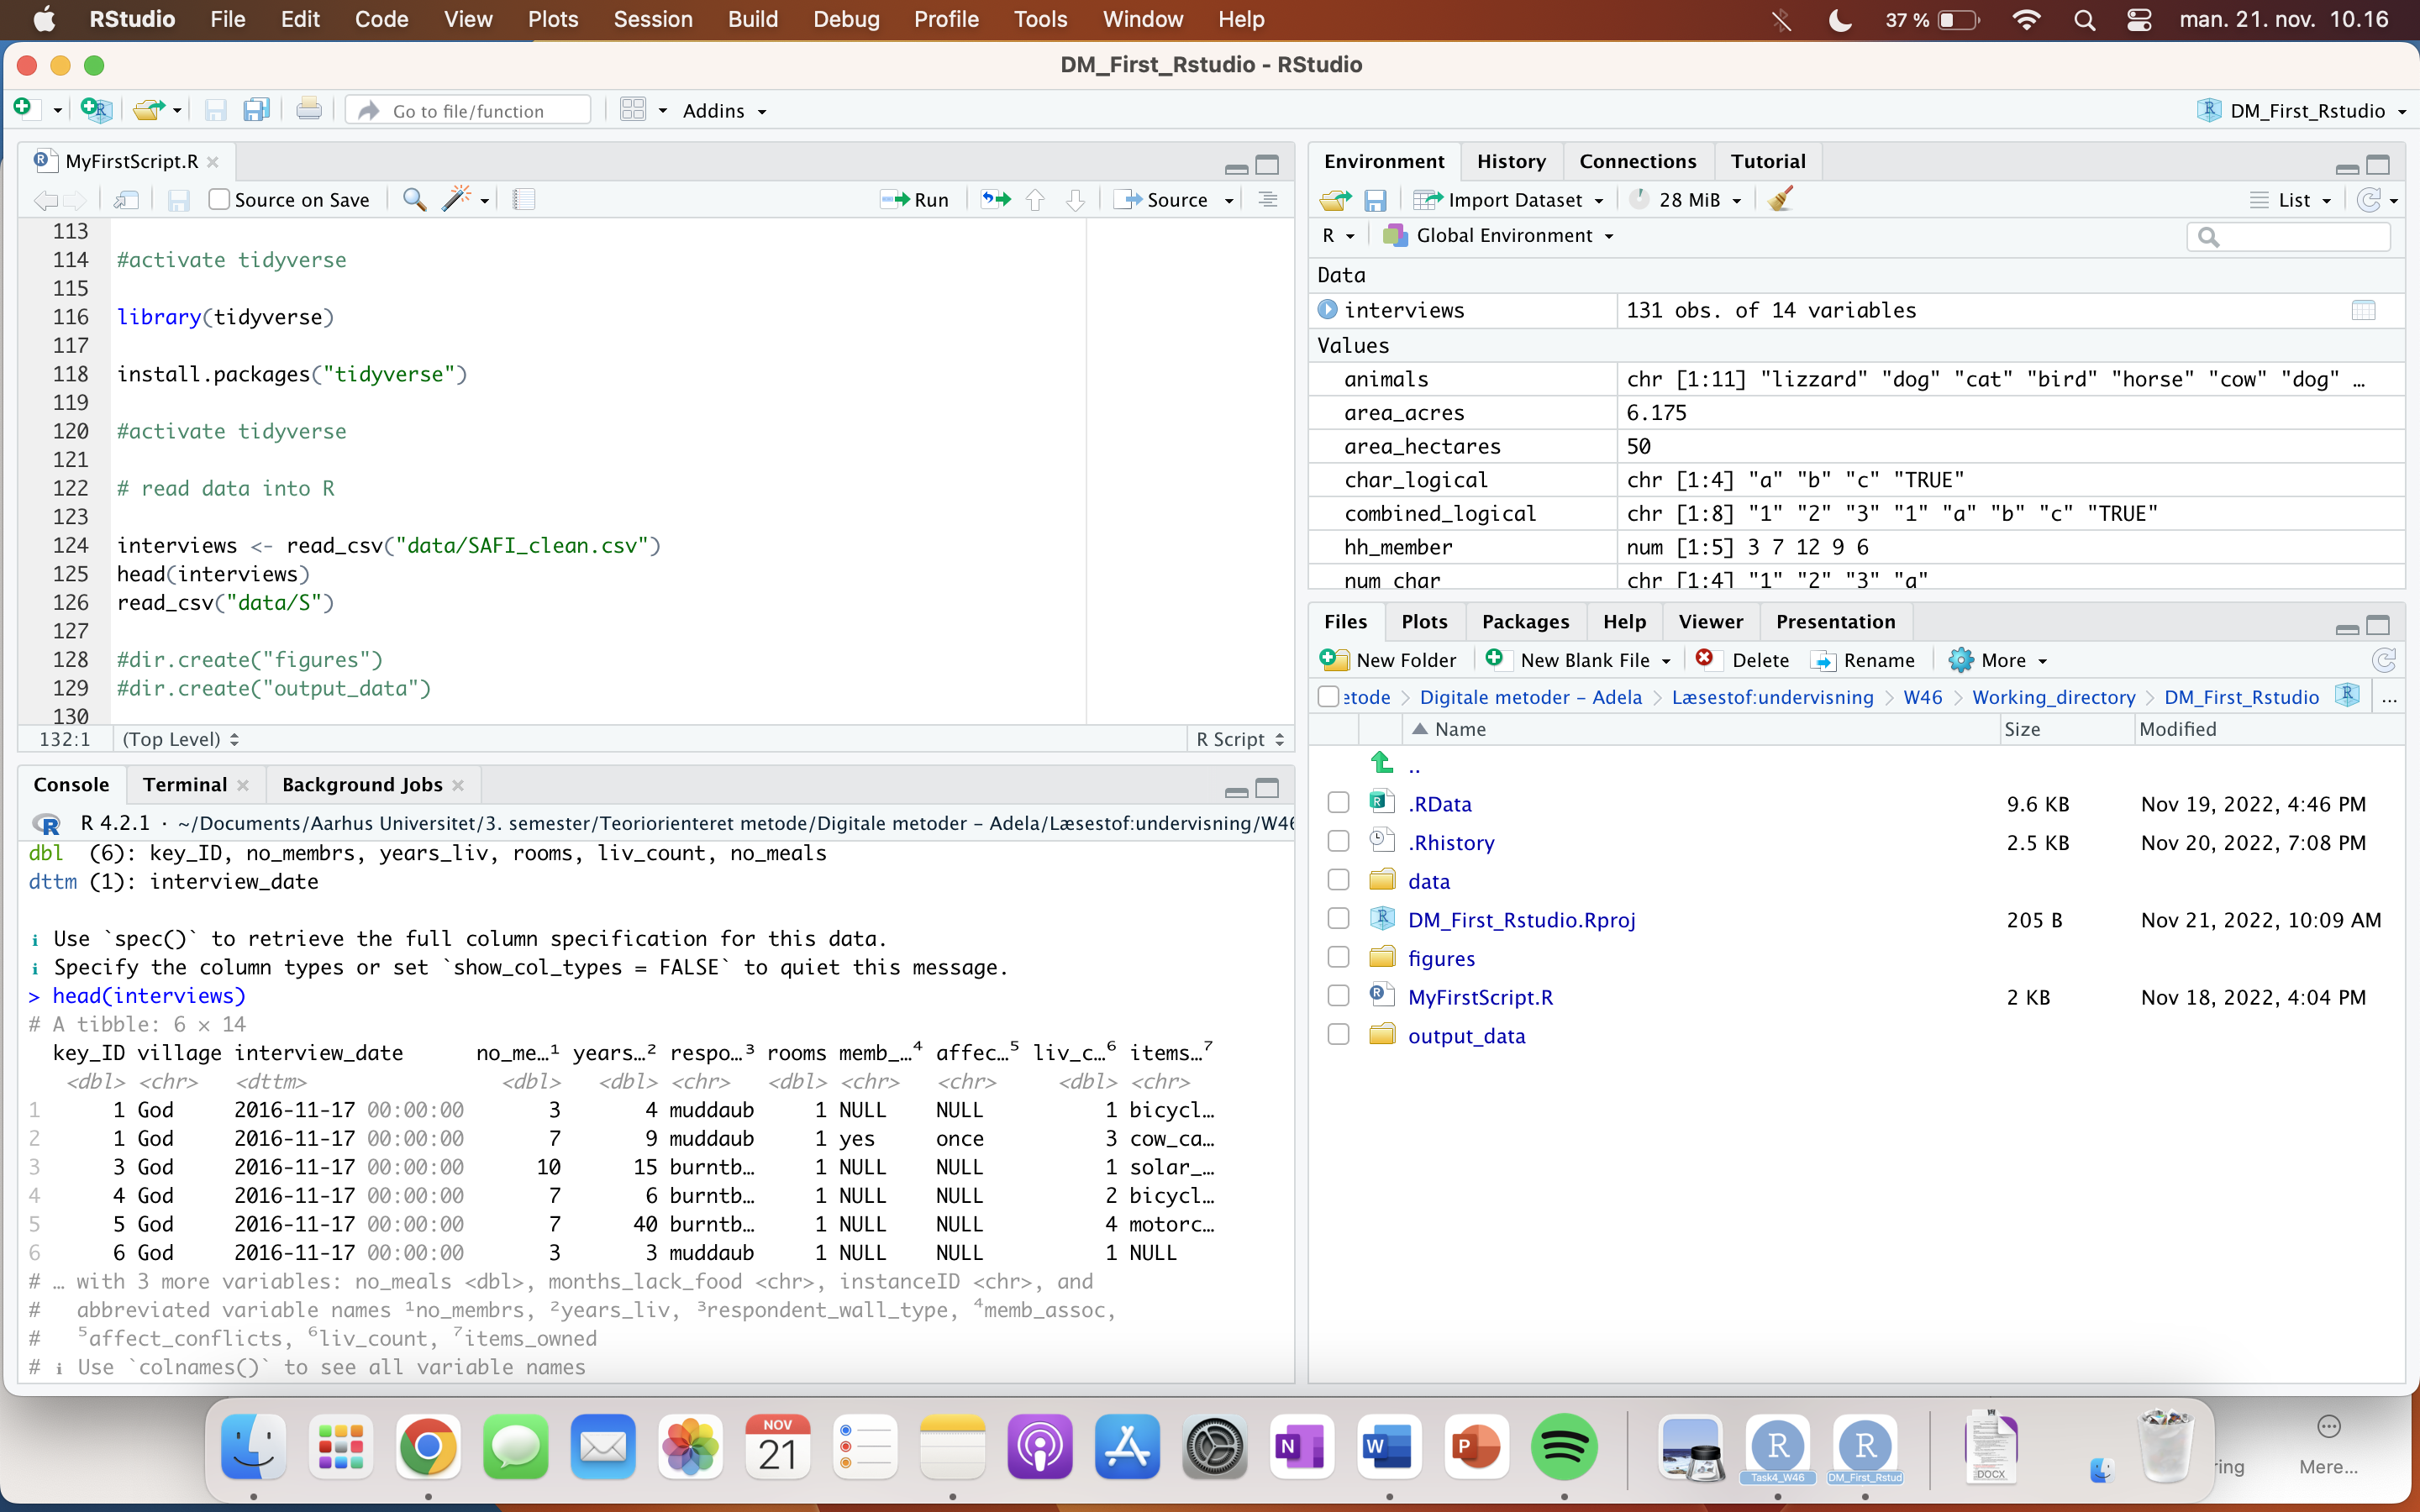 RStudio File Edit Code View Plots Session Build Debug Profile Tools Window Help 37 % man. 21. nov. 10.16
DM_First_Rstudio - RStudio
Go to file/function Addins DM_First_Rstudio
MyFirstScript.R
Source on Save Run Source
113
114 #activate tidyverse
115
116 library(tidyverse)
117
118 install.packages("tidyverse")
119
120 #activate tidyverse
121
122 # read data into R
123
124 interviews <- read_csv("data/SAFI_clean.csv")
125 head(interviews)
126 read_csv("data/S")
127
128 #dir.create("figures")
129 #dir.create("output_data")
130
132:1 (Top Level) R Script
Console Terminal Background Jobs
R 4.2.1 · ~/Documents/Aarhus Universitet/3. semester/Teoriorienteret metode/Digitale metoder – Adela/Læsestof:undervisning/W46
dbl (6): key_ID, no_membrs, years_liv, rooms, liv_count, no_meals
dttm (1): interview_date
ℹ Use `spec()` to retrieve the full column specification for this data.
ℹ Specify the column types or set `show_col_types = FALSE` to quiet this message.
> head(interviews)
# A tibble: 6 × 14
key_ID village interview_date no_me…¹ years…² respo…³ rooms memb_…⁴ affec…⁵ liv_c…⁶ items…⁷
<dbl> <chr> <dttm> <dbl> <dbl> <chr> <dbl> <chr> <chr> <dbl> <chr>
1 1 God 2016-11-17 00:00:00 3 4 muddaub 1 NULL NULL 1 bicycl…
2 1 God 2016-11-17 00:00:00 7 9 muddaub 1 yes once 3 cow_ca…
3 3 God 2016-11-17 00:00:00 10 15 burntb… 1 NULL NULL 1 solar_…
4 4 God 2016-11-17 00:00:00 7 6 burntb… 1 NULL NULL 2 bicycl…
5 5 God 2016-11-17 00:00:00 7 40 burntb… 1 NULL NULL 4 motorc…
6 6 God 2016-11-17 00:00:00 3 3 muddaub 1 NULL NULL 1 NULL
# … with 3 more variables: no_meals <dbl>, months_lack_food <chr>, instanceID <chr>, and
# abbreviated variable names ¹no_membrs, ²years_liv, ³respondent_wall_type, ⁴memb_assoc,
# ⁵affect_conflicts, ⁶liv_count, ⁷items_owned
# ℹ Use `colnames()` to see all variable names
Environment History Connections Tutorial
Import Dataset 28 MiB List
R Global Environment
Data
interviews 131 obs. of 14 variables
Values
animals chr [1:11] "lizzard" "dog" "cat" "bird" "horse" "cow" "dog" …
area_acres 6.175
area_hectares 50
char_logical chr [1:4] "a" "b" "c" "TRUE"
combined_logical chr [1:8] "1" "2" "3" "1" "a" "b" "c" "TRUE"
hh_member num [1:5] 3 7 12 9 6
num_char chr [1:4] "1" "2" "3" "a"
Files Plots Packages Help Viewer Presentation
New Folder New Blank File Delete Rename More
etode Digitale metoder – Adela Læsestof:undervisning W46 Working_directory DM_First_Rstudio ...
Name Size Modified
..
.RData 9.6 KB Nov 19, 2022, 4:46 PM
.Rhistory 2.5 KB Nov 20, 2022, 7:08 PM
data
DM_First_Rstudio.Rproj 205 B Nov 21, 2022, 10:09 AM
figures
MyFirstScript.R 2 KB Nov 18, 2022, 4:04 PM
output_data
NOV
21
N W P R R
Task4_W46 DM_First_Rstud
DOCX
ring Mere...